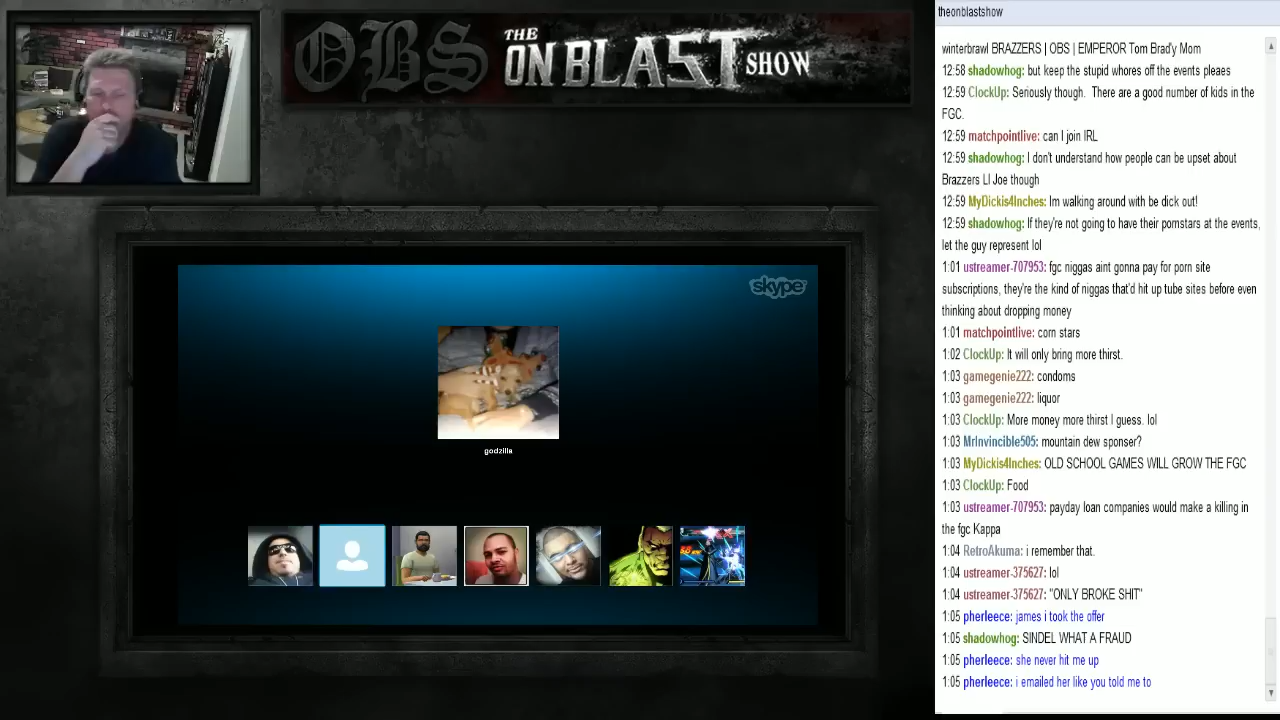 OBS THE ON BLAST SHOW
skype
godzilla
theonblastshow
winterbrawl BRAZZERS | OBS | EMPEROR Tom Brad'y Mom
12:58 shadowhog: but keep the stupid whores off the events pleaes
12:59 ClockUp: Seriously though. There are a good number of kids in the
FGC.
12:59 matchpointlive: can I join IRL
12:59 shadowhog: I don't understand how people can be upset about
Brazzers LI Joe though
12:59 MyDickis4Inches: Im walking around with be dick out!
12:59 shadowhog: If they're not going to have their pornstars at the events,
let the guy represent lol
1:01 ustreamer-707953: fgc niggas aint gonna pay for porn site
subscriptions, they're the kind of niggas that'd hit up tube sites before even
thinking about dropping money
1:01 matchpointlive: corn stars
1:02 ClockUp: It will only bring more thirst.
1:03 gamegenie222: condoms
1:03 gamegenie222: liquor
1:03 ClockUp: More money more thirst I guess. lol
1:03 MrInvincible505: mountain dew sponser?
1:03 MyDickis4Inches: OLD SCHOOL GAMES WILL GROW THE FGC
1:03 ClockUp: Food
1:03 ustreamer-707953: payday loan companies would make a killing in
the fgc Kappa
1:04 RetroAkuma: i remember that.
1:04 ustreamer-375627: lol
1:04 ustreamer-375627: "ONLY BROKE SHIT"
1:05 pherleece: james i took the offer
1:05 shadowhog: SINDEL WHAT A FRAUD
1:05 pherleece: she never hit me up
1:05 pherleece: i emailed her like you told me to